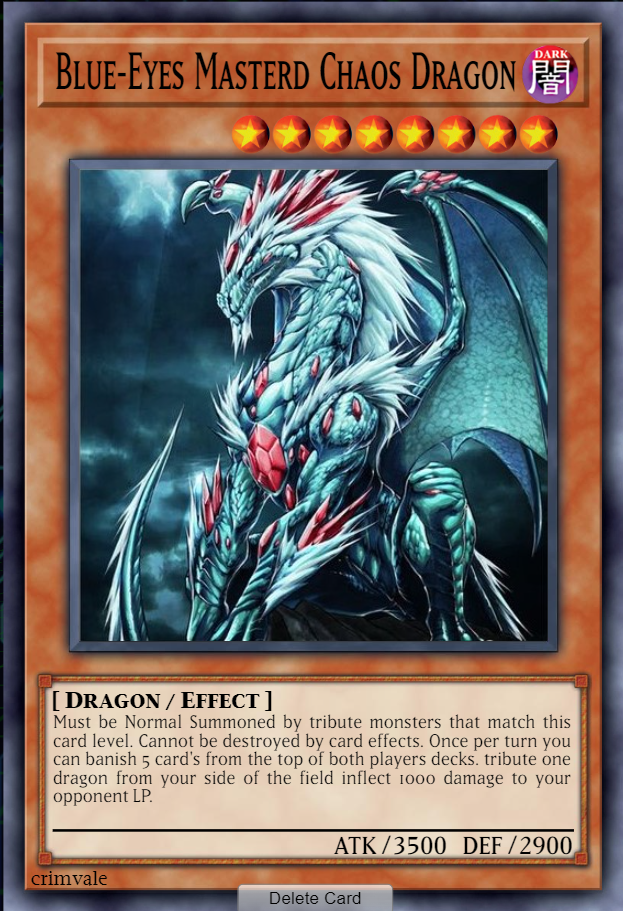 Blue-Eyes Masterd Chaos Dragon
DARK
闇
[ Dragon / Effect ]
Must be Normal Summoned by tribute monsters that match this
card level. Cannot be destroyed by card effects. Once per turn you
can banish 5 card's from the top of both players decks. tribute one
dragon from your side of the field inflect 1000 damage to your
opponent LP.
ATK/3500 DEF/2900
crimvale
Delete Card